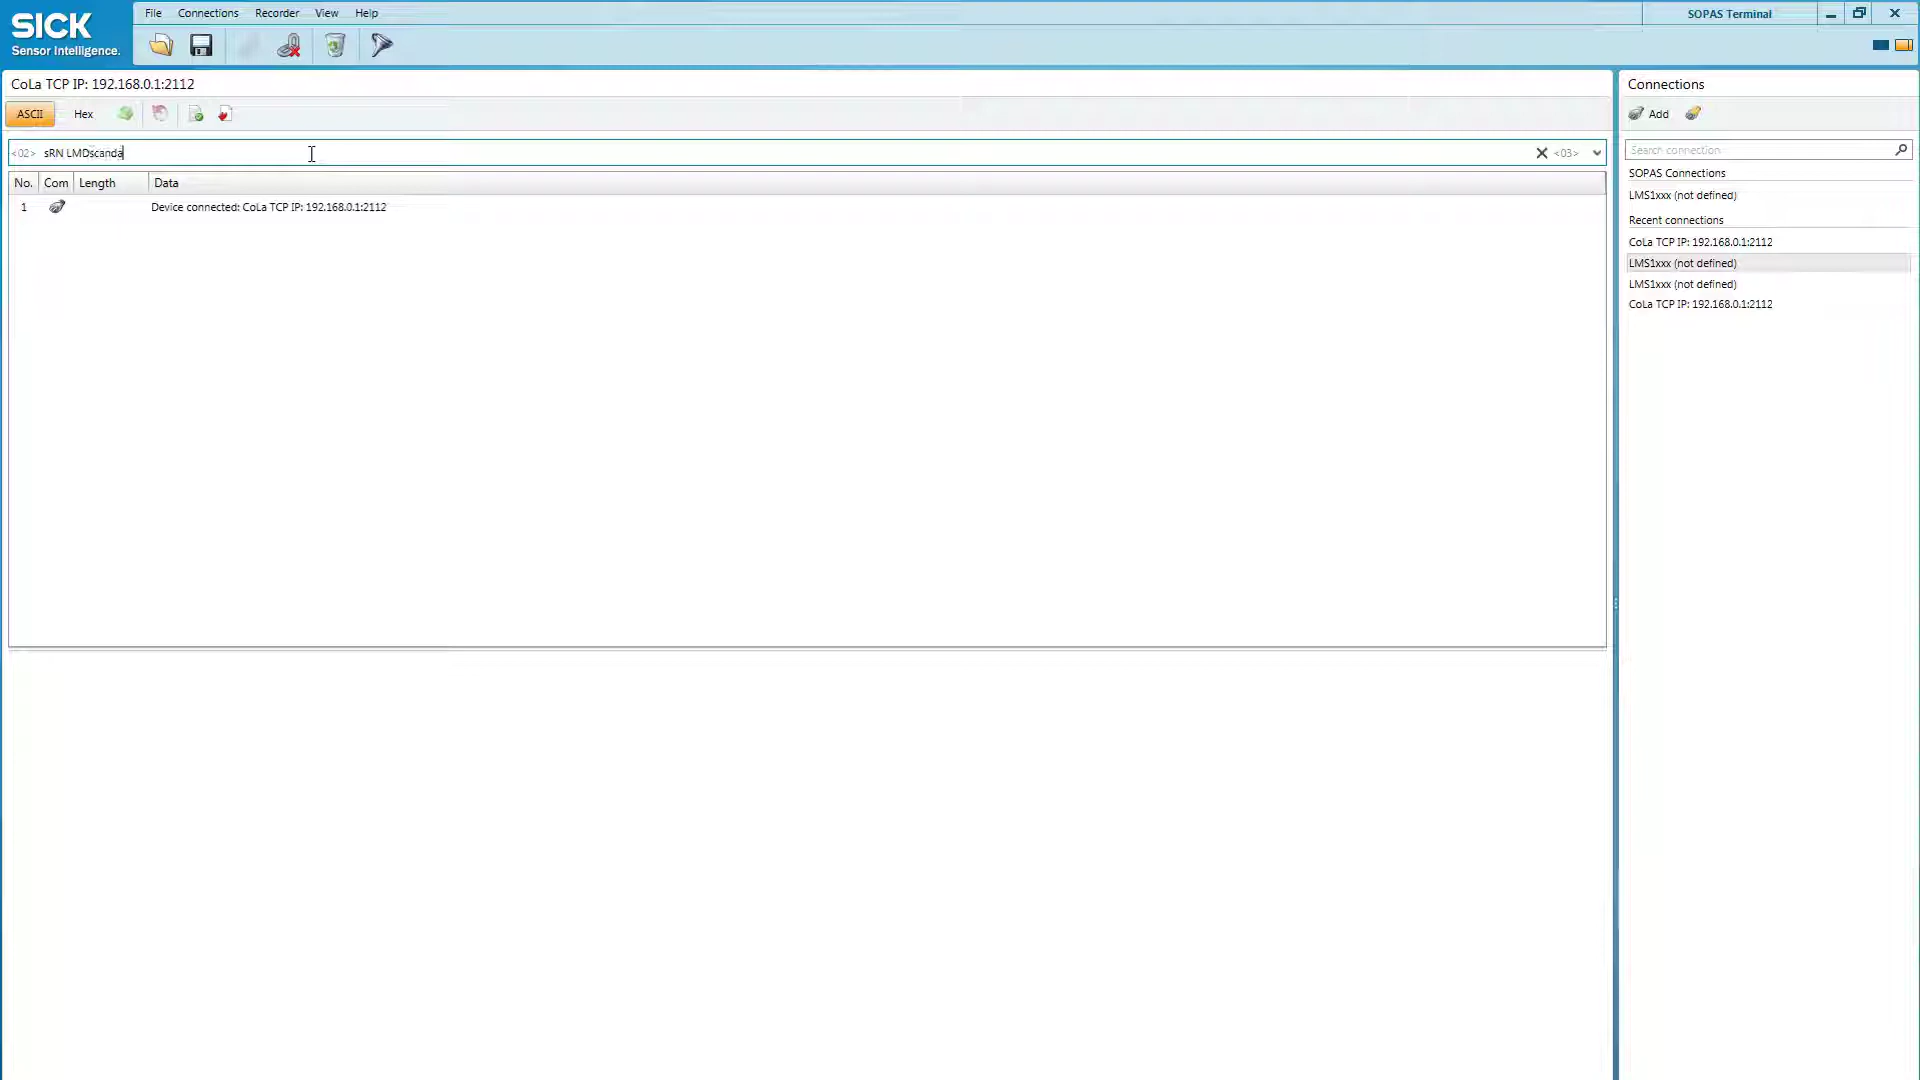 SICK
Sensor Intelligence.
File Connections Recorder View Help
SOPAS Terminal
CoLa TCP IP: 192.168.0.1:2112
ASCII Hex
<02> sRN LMDscanda <03>
No. Com Length Data
1 Device connected: CoLa TCP IP: 192.168.0.1:2112
Connections
Add
Search connection
SOPAS Connections
LMS1xxx (not defined)
Recent connections
CoLa TCP IP: 192.168.0.1:2112
LMS1xxx (not defined)
LMS1xxx (not defined)
CoLa TCP IP: 192.168.0.1:2112